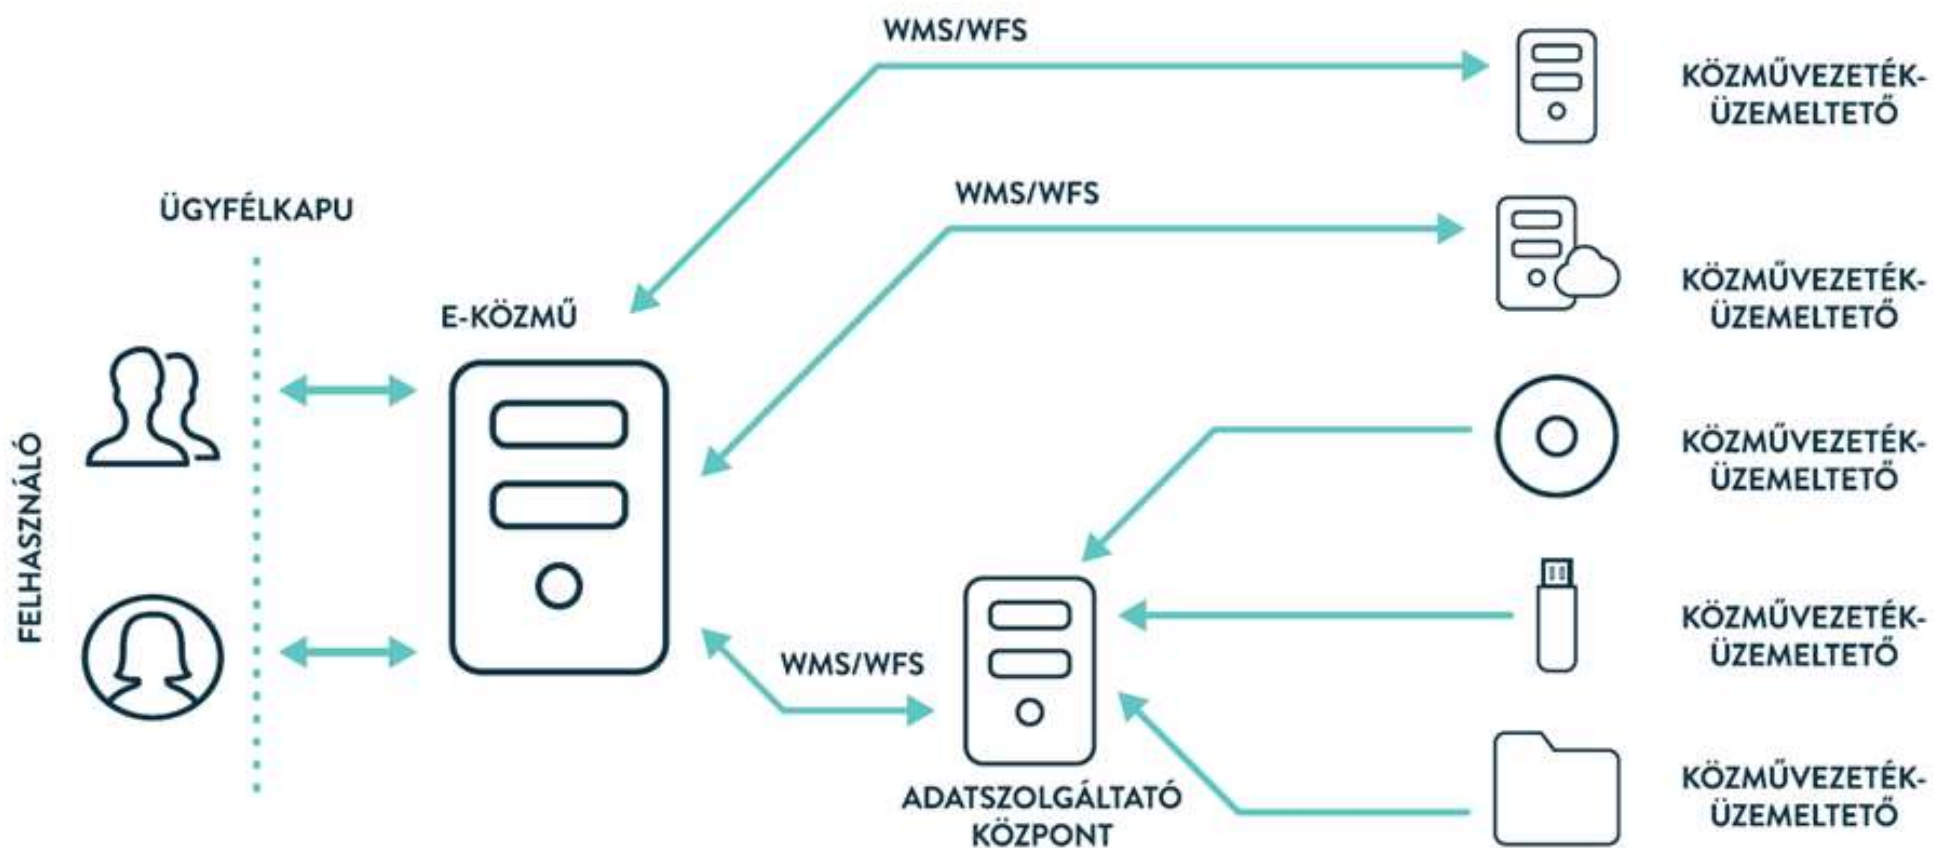 WMS/WFS
KÖZMŰVEZETÉK-
ÜZEMELTETŐ
WMS/WFS
ÜGYFÉLKAPU
KÖZMŰVEZETÉK-
ÜZEMELTETŐ
E-KÖZMŰ
FELHASZNÁLÓ
KÖZMŰVEZETÉK-
ÜZEMELTETŐ
KÖZMŰVEZETÉK-
ÜZEMELTETŐ
WMS/WFS
ADATSZOLGÁLTATÓ
KÖZPONT
KÖZMŰVEZETÉK-
ÜZEMELTETŐ